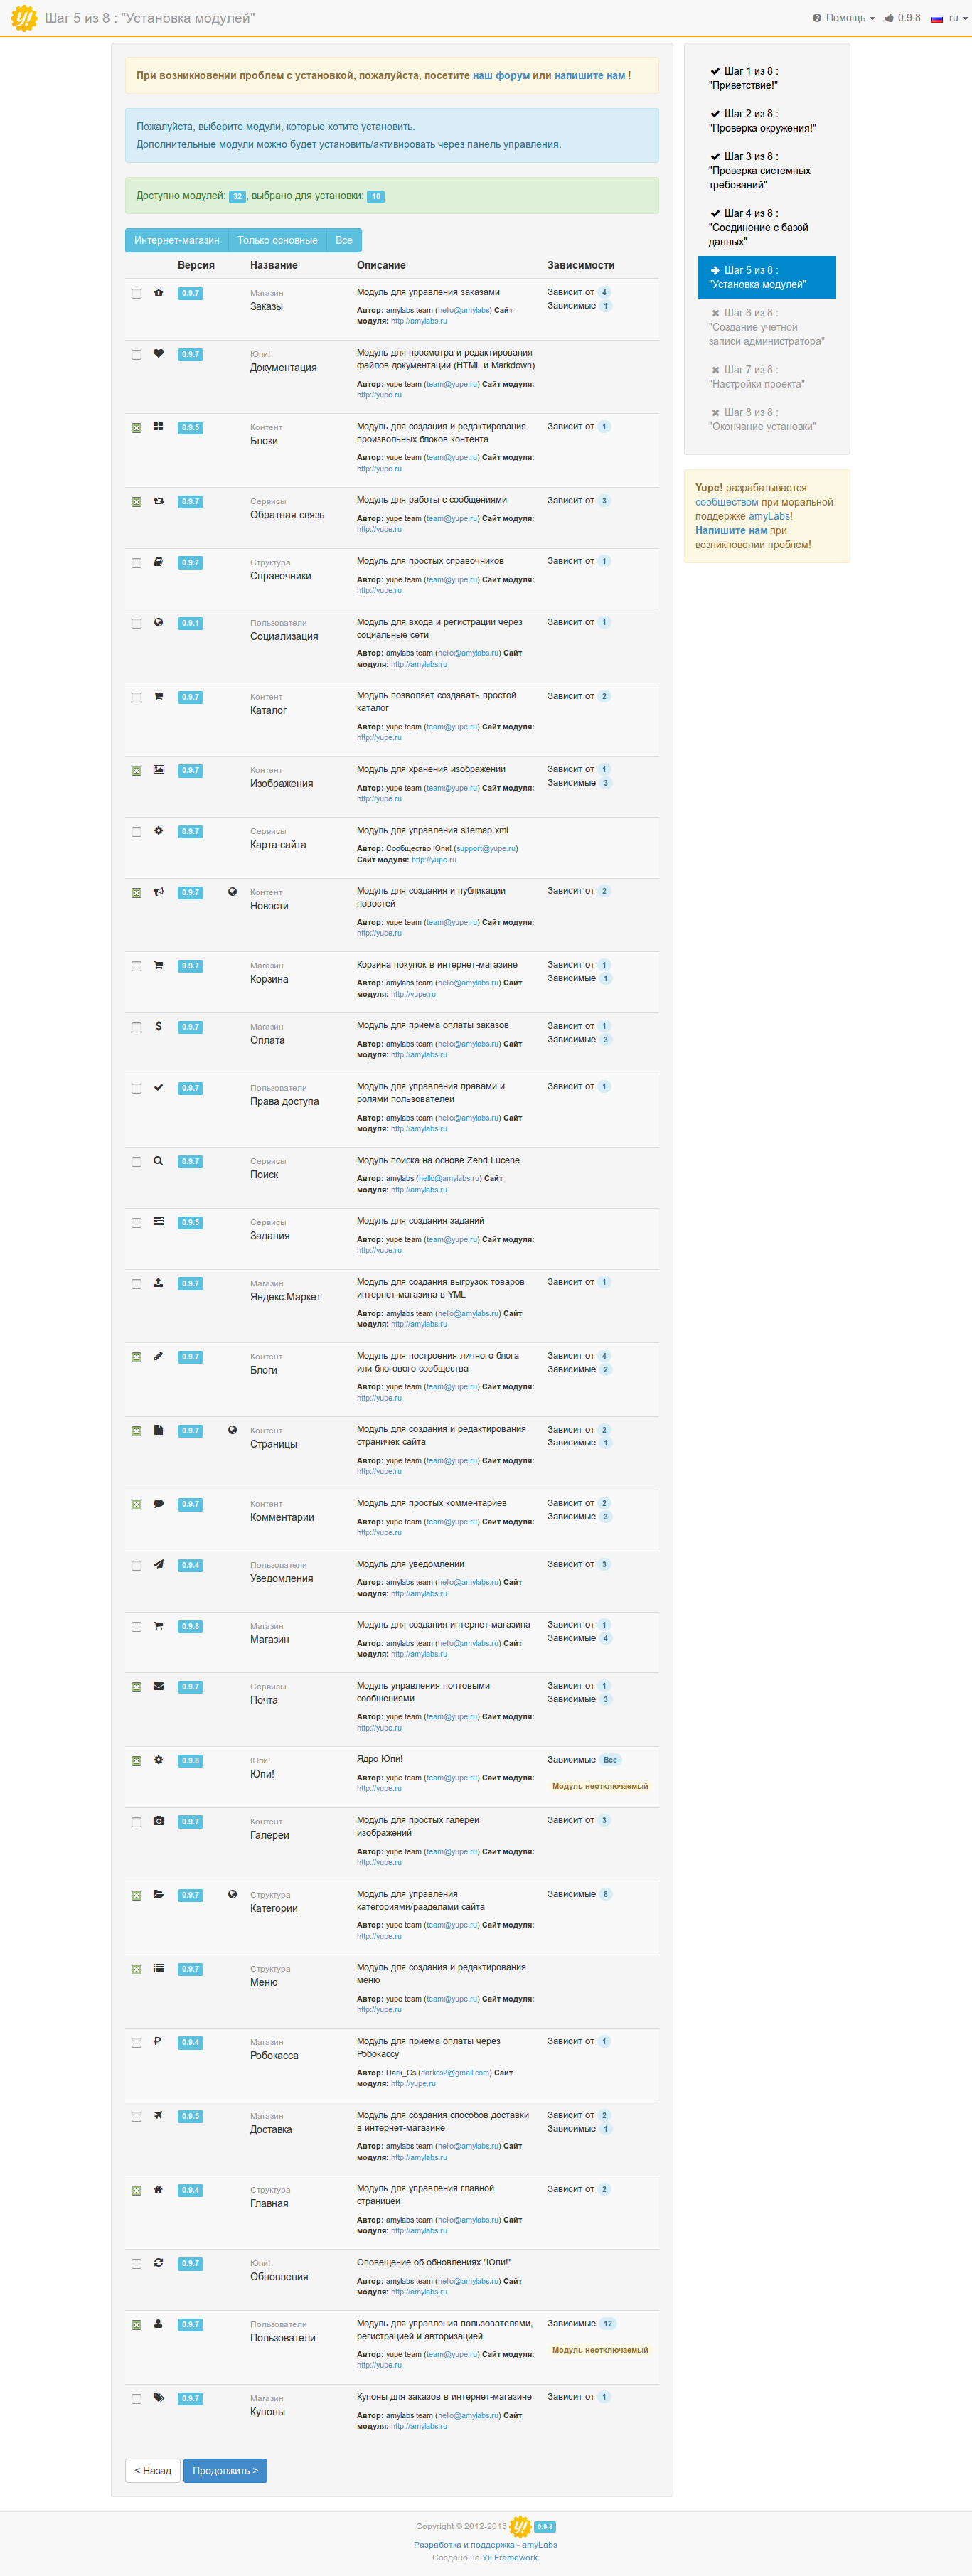 Шаг 5 из 8 : "Установка модулей"
Помощь 0.9.8 ru
При возникновении проблем с установкой, пожалуйста, посетите наш форум или напишите нам !
Пожалуйста, выберите модули, которые хотите установить.
Дополнительные модули можно будет установить/активировать через панель управления.
Доступно модулей: 32, выбрано для установки: 10
Интернет-магазин Только основные Все
Версия Название Описание Зависимости
0.9.7 Магазин
Заказы
Модуль для управления заказами
Автор: amylabs team (hello@amylabs) Сайт
модуля: http://amylabs.ru
Зависит от 4
Зависимые 1
0.9.7 Юпи!
Документация
Модуль для просмотра и редактирования
файлов документации (HTML и Markdown)
Автор: yupe team (team@yupe.ru) Сайт модуля:
http://yupe.ru
0.9.5 Контент
Блоки
Модуль для создания и редактирования
произвольных блоков контента
Автор: yupe team (team@yupe.ru) Сайт модуля:
http://yupe.ru
Зависит от 1
0.9.7 Сервисы
Обратная связь
Модуль для работы с сообщениями
Автор: yupe team (team@yupe.ru) Сайт модуля:
http://yupe.ru
Зависит от 3
0.9.7 Структура
Справочники
Модуль для простых справочников
Автор: yupe team (team@yupe.ru) Сайт модуля:
http://yupe.ru
Зависит от 1
0.9.1 Пользователи
Социализация
Модуль для входа и регистрации через
социальные сети
Автор: amylabs team (hello@amylabs.ru) Сайт
модуля: http://amylabs.ru
Зависит от 1
0.9.7 Контент
Каталог
Модуль позволяет создавать простой
каталог
Автор: yupe team (team@yupe.ru) Сайт модуля:
http://yupe.ru
Зависит от 2
0.9.7 Контент
Изображения
Модуль для хранения изображений
Автор: yupe team (team@yupe.ru) Сайт модуля:
http://yupe.ru
Зависит от 1
Зависимые 3
0.9.7 Сервисы
Карта сайта
Модуль для управления sitemap.xml
Автор: Сообщество Юпи! (support@yupe.ru)
Сайт модуля: http://yupe.ru
0.9.7 Контент
Новости
Модуль для создания и публикации
новостей
Автор: yupe team (team@yupe.ru) Сайт модуля:
http://yupe.ru
Зависит от 2
0.9.7 Магазин
Корзина
Корзина покупок в интернет-магазине
Автор: amylabs team (hello@amylabs.ru) Сайт
модуля: http://yupe.ru
Зависит от 1
Зависимые 1
0.9.7 Магазин
Оплата
Модуль для приема оплаты заказов
Автор: amylabs team (hello@amylabs.ru) Сайт
модуля: http://amylabs.ru
Зависит от 1
Зависимые 3
0.9.7 Пользователи
Права доступа
Модуль для управления правами и
ролями пользователей
Автор: amylabs team (hello@amylabs.ru) Сайт
модуля: http://amylabs.ru
Зависит от 1
0.9.7 Сервисы
Поиск
Модуль поиска на основе Zend Lucene
Автор: amylabs (hello@amylabs.ru) Сайт
модуля: http://amylabs.ru
0.9.5 Сервисы
Задания
Модуль для создания заданий
Автор: yupe team (team@yupe.ru) Сайт модуля:
http://yupe.ru
0.9.7 Магазин
Яндекс.Маркет
Модуль для создания выгрузок товаров
интернет-магазина в YML
Автор: amylabs team (hello@amylabs.ru) Сайт
модуля: http://amylabs.ru
Зависит от 1
0.9.7 Контент
Блоги
Модуль для построения личного блога
или блогового сообщества
Автор: yupe team (team@yupe.ru) Сайт модуля:
http://yupe.ru
Зависит от 4
Зависимые 2
0.9.7 Контент
Страницы
Модуль для создания и редактирования
страничек сайта
Автор: yupe team (team@yupe.ru) Сайт модуля:
http://yupe.ru
Зависит от 2
Зависимые 1
0.9.7 Контент
Комментарии
Модуль для простых комментариев
Автор: yupe team (team@yupe.ru) Сайт модуля:
http://yupe.ru
Зависит от 2
Зависимые 3
0.9.4 Пользователи
Уведомления
Модуль для уведомлений
Автор: amylabs team (hello@amylabs.ru) Сайт
модуля: http://amylabs.ru
Зависит от 3
0.9.8 Магазин
Магазин
Модуль для создания интернет-магазина
Автор: amylabs team (hello@amylabs.ru) Сайт
модуля: http://amylabs.ru
Зависит от 1
Зависимые 4
0.9.7 Сервисы
Почта
Модуль управления почтовыми
сообщениями
Автор: yupe team (team@yupe.ru) Сайт модуля:
http://yupe.ru
Зависит от 1
Зависимые 3
0.9.8 Юпи!
Юпи!
Ядро Юпи!
Автор: yupe team (team@yupe.ru) Сайт модуля:
http://yupe.ru
Зависимые Все
Модуль неотключаемый
0.9.7 Контент
Галереи
Модуль для простых галерей
изображений
Автор: yupe team (team@yupe.ru) Сайт модуля:
http://yupe.ru
Зависит от 3
0.9.7 Структура
Категории
Модуль для управления
категориями/разделами сайта
Автор: yupe team (team@yupe.ru) Сайт модуля:
http://yupe.ru
Зависимые 8
0.9.7 Структура
Меню
Модуль для создания и редактирования
меню
Автор: yupe team (team@yupe.ru) Сайт модуля:
http://yupe.ru
0.9.4 Магазин
Робокасса
Модуль для приема оплаты через
Робокассу
Автор: Dark_Cs (darkcs2@gmail.com) Сайт
модуля: http://yupe.ru
Зависит от 1
0.9.5 Магазин
Доставка
Модуль для создания способов доставки
в интернет-магазине
Автор: amylabs team (hello@amylabs.ru) Сайт
модуля: http://amylabs.ru
Зависит от 2
Зависимые 1
0.9.4 Структура
Главная
Модуль для управления главной
страницей
Автор: amylabs team (hello@amylabs.ru) Сайт
модуля: http://amylabs.ru
Зависит от 2
0.9.7 Юпи!
Обновления
Оповещение об обновлениях "Юпи!"
Автор: amylabs team (hello@amylabs.ru) Сайт
модуля: http://amylabs.ru
0.9.7 Пользователи
Пользователи
Модуль для управления пользователями,
регистрацией и авторизацией
Автор: yupe team (team@yupe.ru) Сайт модуля:
http://yupe.ru
Зависимые 12
Модуль неотключаемый
0.9.7 Магазин
Купоны
Купоны для заказов в интернет-магазине
Автор: amylabs team (hello@amylabs.ru) Сайт
модуля: http://amylabs.ru
Зависит от 1
< Назад Продолжить >
Шаг 1 из 8 :
"Приветствие!"
Шаг 2 из 8 :
"Проверка окружения!"
Шаг 3 из 8 :
"Проверка системных
требований"
Шаг 4 из 8 :
"Соединение с базой
данных"
Шаг 5 из 8 :
"Установка модулей"
Шаг 6 из 8 :
"Создание учетной
записи администратора"
Шаг 7 из 8 :
"Настройки проекта"
Шаг 8 из 8 :
"Окончание установки"
Yupe! разрабатывается
сообществом при моральной
поддержке amyLabs!
Напишите нам при
возникновении проблем!
Copyright © 2012-2015 0.9.8
Разработка и поддержка - amyLabs
Создано на Yii Framework.